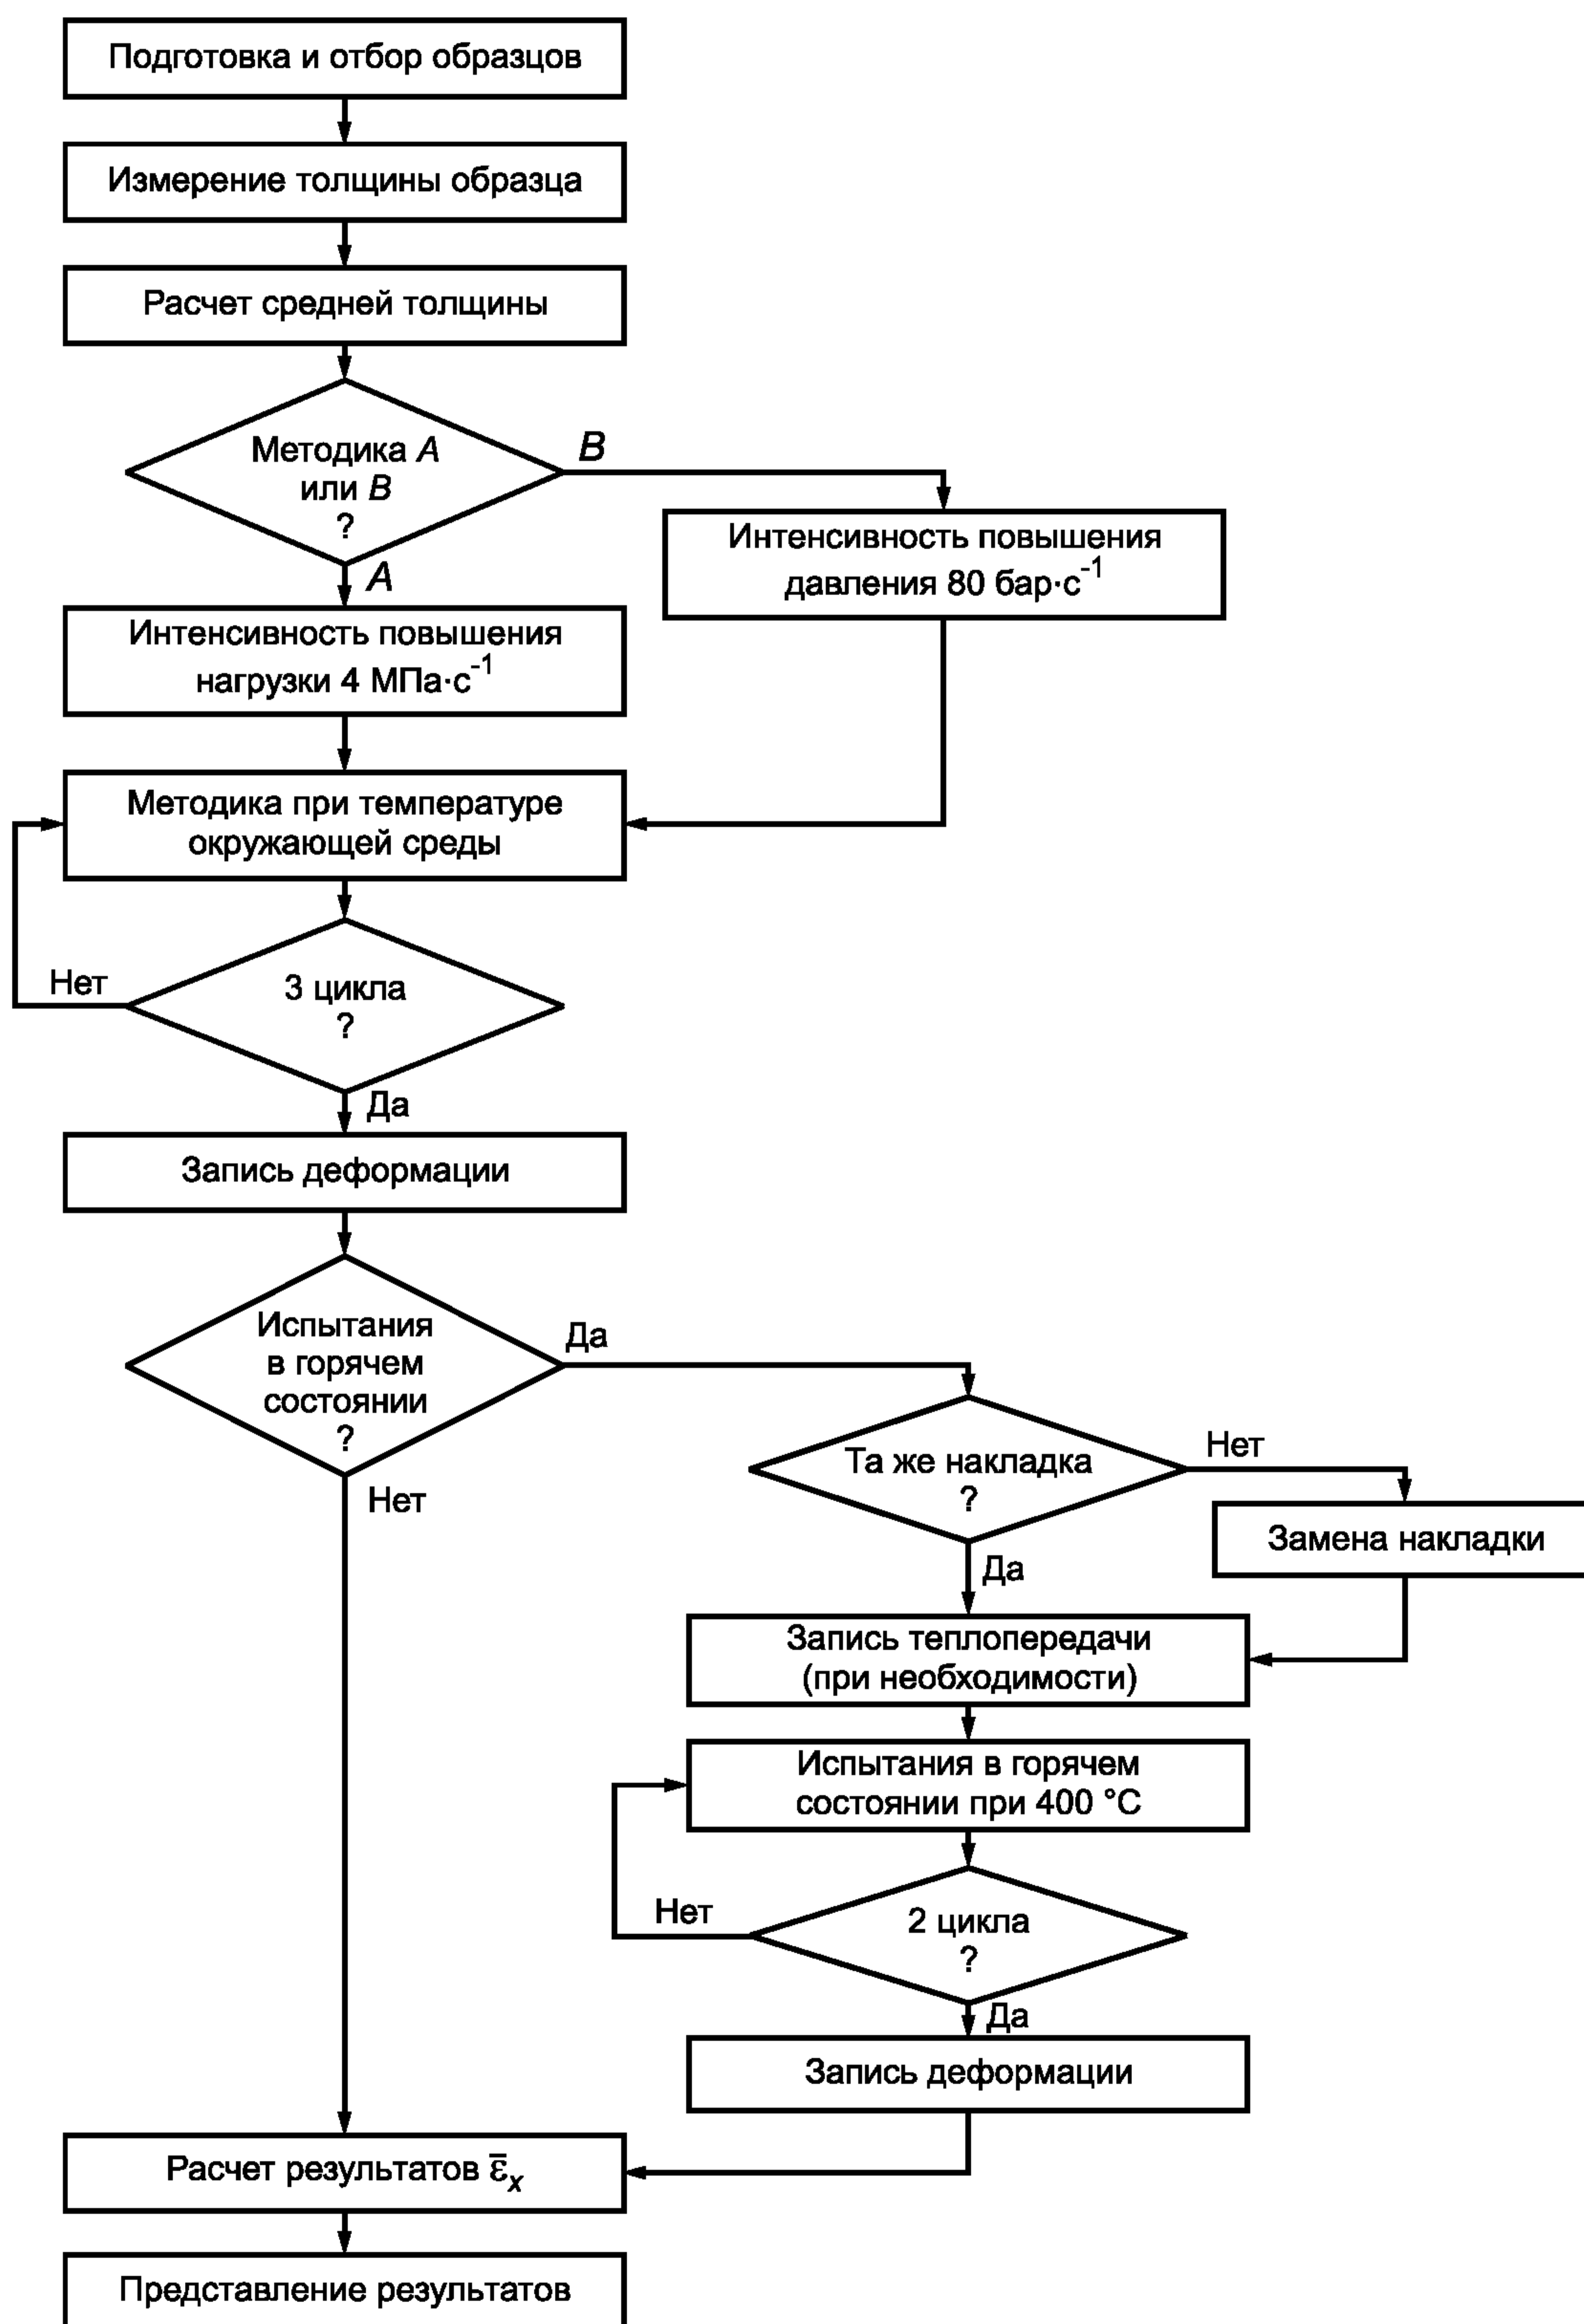 Подготовка и отбор образцов
Измерение толщины образца
Расчет средней толщины
Методика A
или B
?
B
A
Интенсивность повышения
давления 80 бар·с⁻¹
Интенсивность повышения
нагрузки 4 МПа·с⁻¹
Методика при температуре
окружающей среды
3 цикла
?
Нет
Да
Запись деформации
Испытания
в горячем
состоянии
?
Да
Нет
Та же накладка
?
Нет
Да
Замена накладки
Запись теплопередачи
(при необходимости)
Испытания в горячем
состоянии при 400 °С
2 цикла
?
Нет
Да
Запись деформации
Расчет результатов ε̅ₓ
Представление результатов